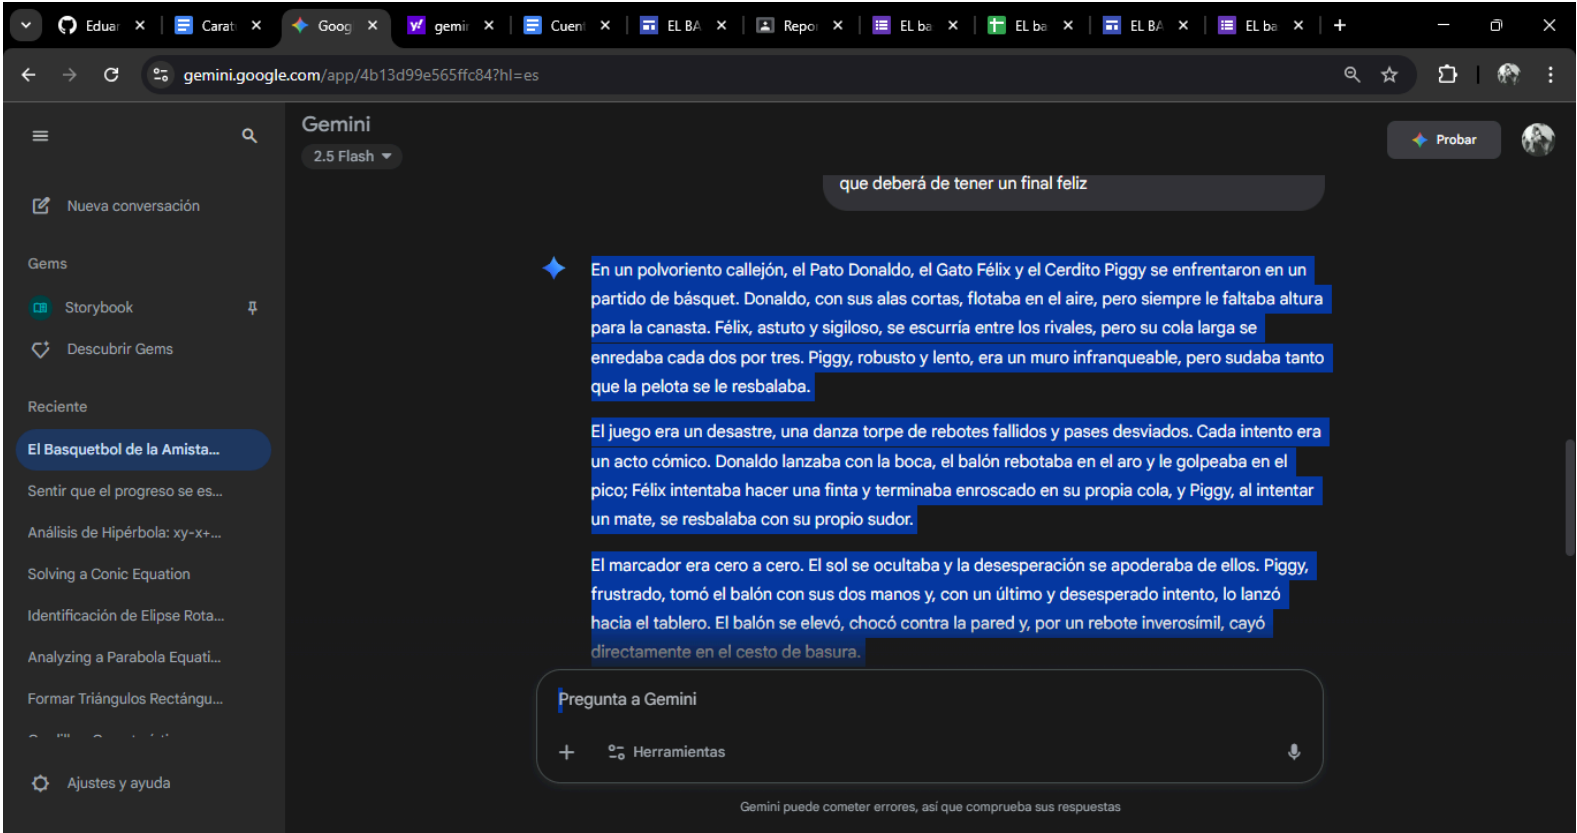 Eduar
Carat
Goog
gemin
Cuen
EL BA
Repo
EL ba
EL ba
EL BA
EL ba
gemini.google.com/app/4b13d99e565ffc84?hl=es
Gemini
2.5 Flash
Probar
que deberá de tener un final feliz
Nueva conversación
Gems
Storybook
Descubrir Gems
Reciente
El Basquetbol de la Amista...
Sentir que el progreso se es...
Análisis de Hipérbola: xy-x+...
Solving a Conic Equation
Identificación de Elipse Rota...
Analyzing a Parabola Equati...
Formar Triángulos Rectángu...
Ajustes y ayuda
En un polvoriento callejón, el Pato Donaldo, el Gato Félix y el Cerdito Piggy se enfrentaron en un
partido de básquet. Donaldo, con sus alas cortas, flotaba en el aire, pero siempre le faltaba altura
para la canasta. Félix, astuto y sigiloso, se escurría entre los rivales, pero su cola larga se
enredaba cada dos por tres. Piggy, robusto y lento, era un muro infranqueable, pero sudaba tanto
que la pelota se le resbalaba.
El juego era un desastre, una danza torpe de rebotes fallidos y pases desviados. Cada intento era
un acto cómico. Donaldo lanzaba con la boca, el balón rebotaba en el aro y le golpeaba en el
pico; Félix intentaba hacer una finta y terminaba enroscado en su propia cola, y Piggy, al intentar
un mate, se resbalaba con su propio sudor.
El marcador era cero a cero. El sol se ocultaba y la desesperación se apoderaba de ellos. Piggy,
frustrado, tomó el balón con sus dos manos y, con un último y desesperado intento, lo lanzó
hacia el tablero. El balón se elevó, chocó contra la pared y, por un rebote inverosímil, cayó
directamente en el cesto de basura.
Pregunta a Gemini
Herramientas
Gemini puede cometer errores, así que comprueba sus respuestas